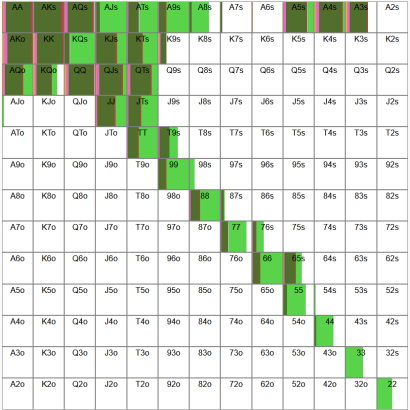 AA AKs AQs AJs ATs A9s A8s A7s A6s A5s A4s A3s A2s
AKo KK KQs KJs KTs K9s K8s K7s K6s K5s K4s K3s K2s
AQo KQo QQ QJs QTs Q9s Q8s Q7s Q6s Q5s Q4s Q3s Q2s
AJo KJo QJo JJ JTs J9s J8s J7s J6s J5s J4s J3s J2s
ATo KTo QTo JTo TT T9s T8s T7s T6s T5s T4s T3s T2s
A9o K9o Q9o J9o T9o 99 98s 97s 96s 95s 94s 93s 92s
A8o K8o Q8o J8o T8o 98o 88 87s 86s 85s 84s 83s 82s
A7o K7o Q7o J7o T7o 97o 87o 77 76s 75s 74s 73s 72s
A6o K6o Q6o J6o T6o 96o 86o 76o 66 65s 64s 63s 62s
A5o K5o Q5o J5o T5o 95o 85o 75o 65o 55 54s 53s 52s
A4o K4o Q4o J4o T4o 94o 84o 74o 64o 54o 44 43s 42s
A3o K3o Q3o J3o T3o 93o 83o 73o 63o 53o 43o 33 32s
A2o K2o Q2o J2o T2o 92o 82o 72o 62o 52o 42o 32o 22